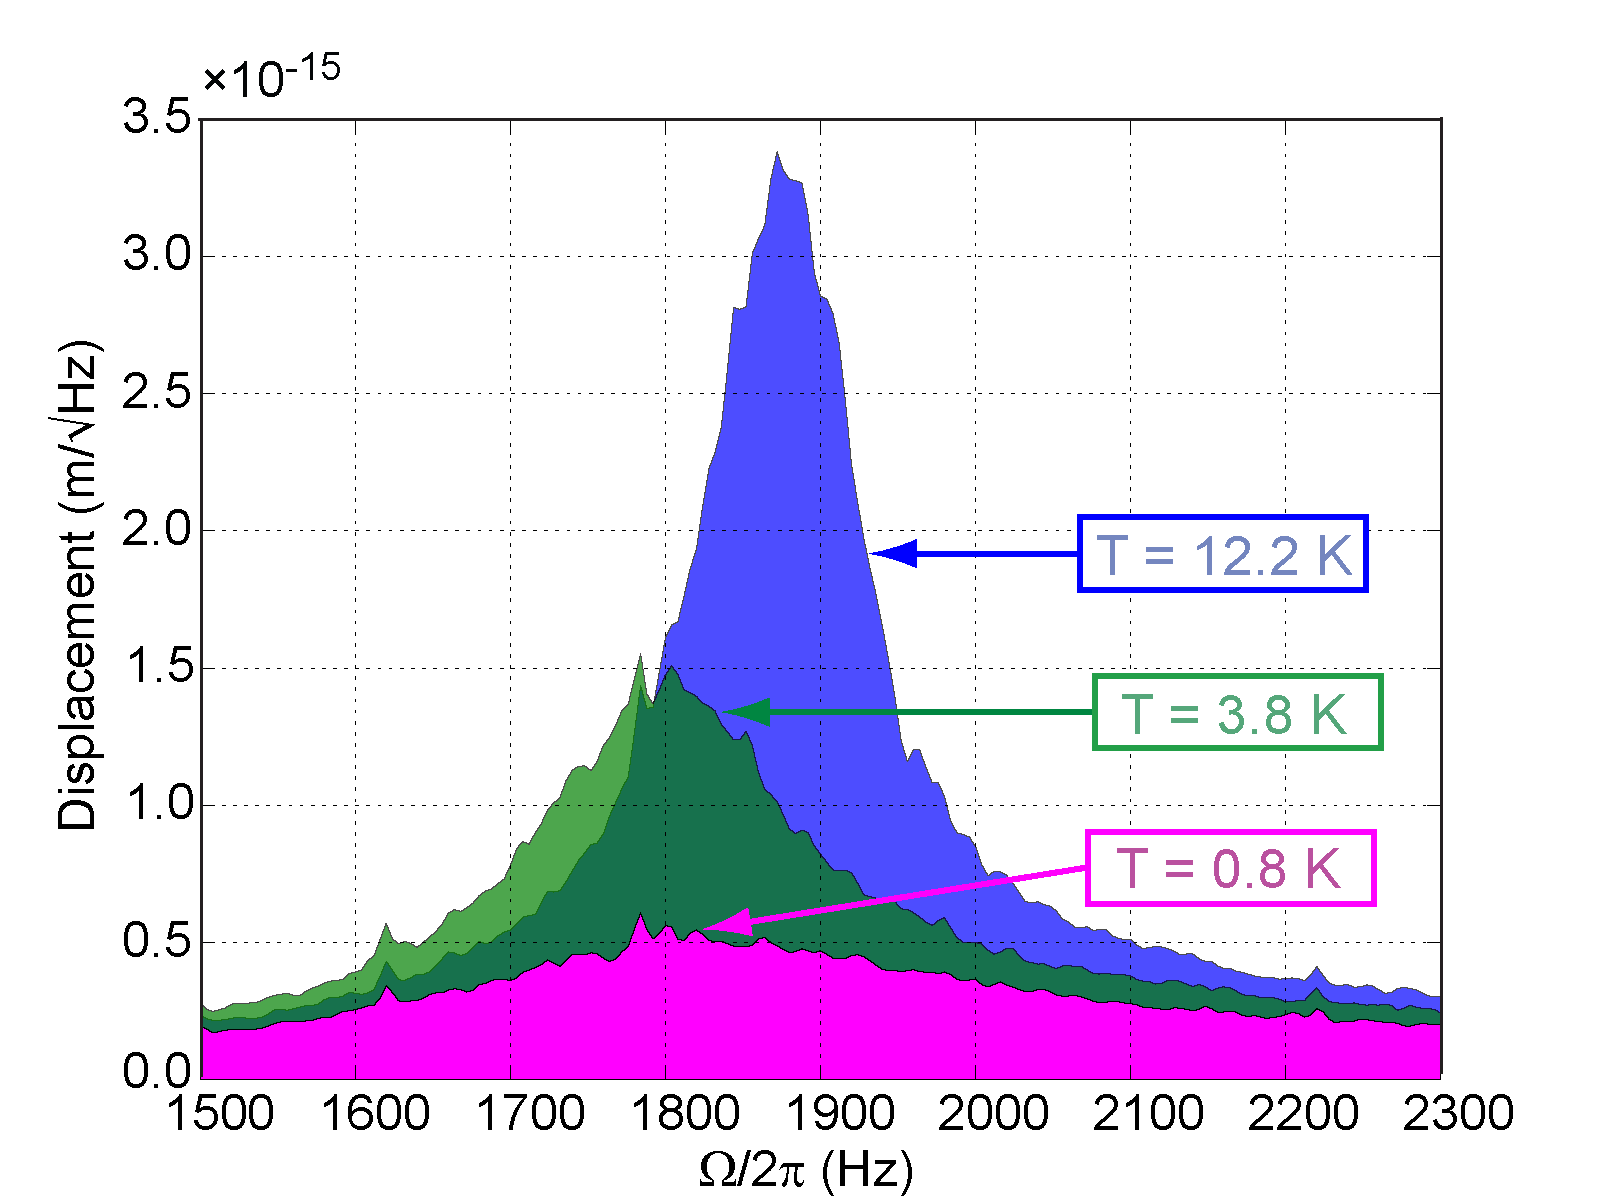 ×10-15
3.5
3.0
2.5
2.0
1.5
1.0
0.5
0.0
Displacement (m/√Hz)
T = 12.2 K
T = 3.8 K
T = 0.8 K
1500 1600 1700 1800 1900 2000 2100 2200 2300
Ω/2π (Hz)